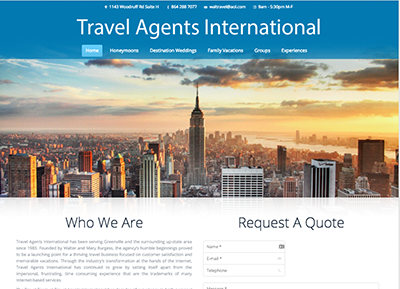 1143 Woodruff Rd Suite H 864 288 7077 waltravel@aol.com 9am - 5:30pm M-F
Travel Agents International
Home Honeymoons Destination Weddings Family Vacations Groups Experiences
Who We Are
Request A Quote
Travel Agents International has been serving Greenville and the surrounding up-state area
since 1985. Founded by Walter and Mary Burgess, the agency's humble beginnings proved
to be a launching point for a thriving travel business focused on customer satisfaction and
memorable vacations. Through the industry's transformation at the hands of the internet,
Travel Agents International has continued to grow by setting itself apart from the
impersonal, frustrating, time consuming experience that are the trademarks of many
internet-based services.
Name *
E-Mail *
Telephone
Message *